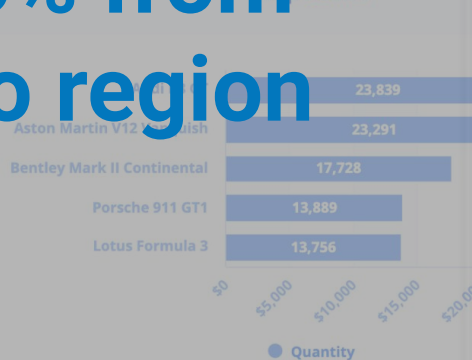 % from
region
23,839
Aston Martin V12 23,291
Bentley Mark II Continental 17,728
Porsche 911 GT1 13,889
Lotus Formula 3 13,756
$0 $5,000 $10,000 $15,000
Quantity